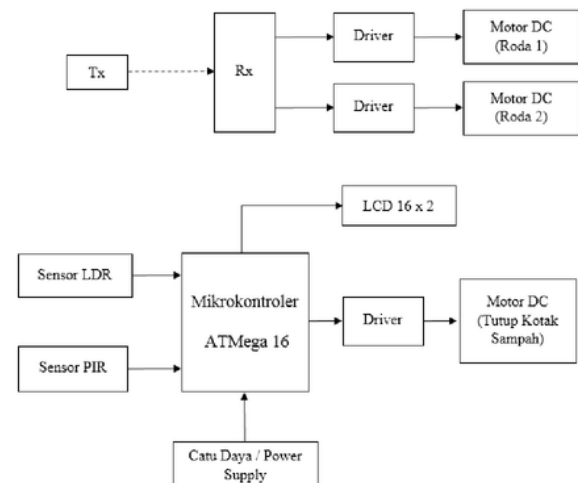 Tx
Rx
Driver
Motor DC
(Roda 1)
Driver
Motor DC
(Roda 2)
LCD 16 x 2
Sensor LDR
Mikrokontroler
ATMega 16
Driver
Motor DC
(Tutup Kotak
Sampah)
Sensor PIR
Catu Daya / Power
Supply